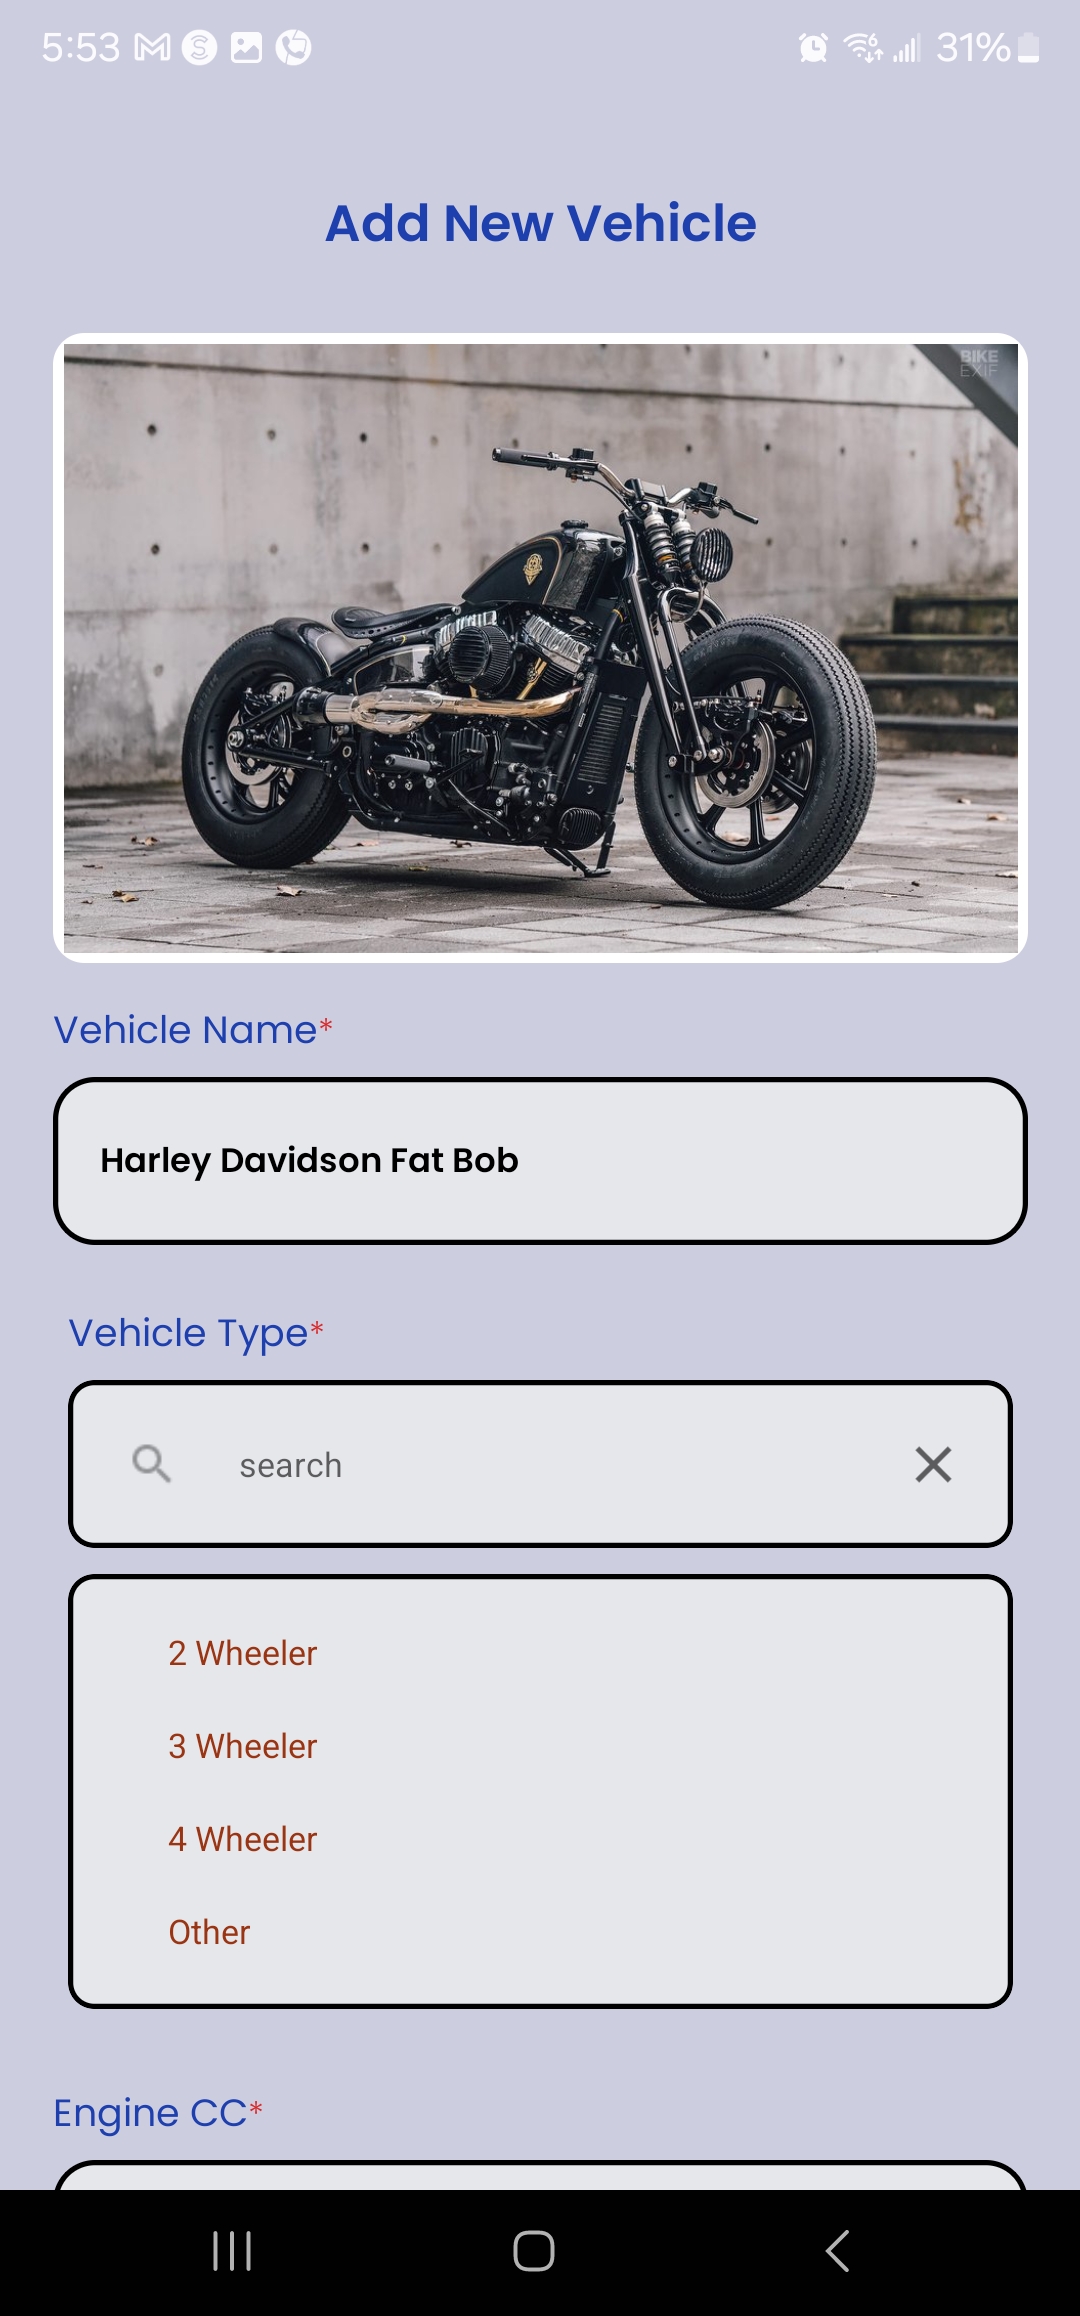 5:53
31%
Add New Vehicle
BIKE
EXIF
Vehicle Name*
Harley Davidson Fat Bob
Vehicle Type*
search
2 Wheeler
3 Wheeler
4 Wheeler
Other
Engine CC*